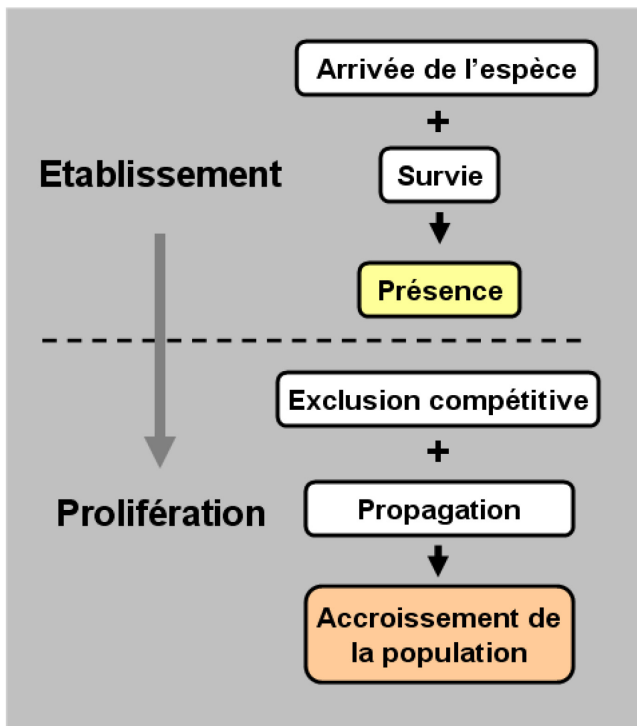 Arrivée de l'espèce
+
Etablissement
Survie
Présence
Exclusion compétitive
+
Prolifération
Propagation
Accroissement de
la population